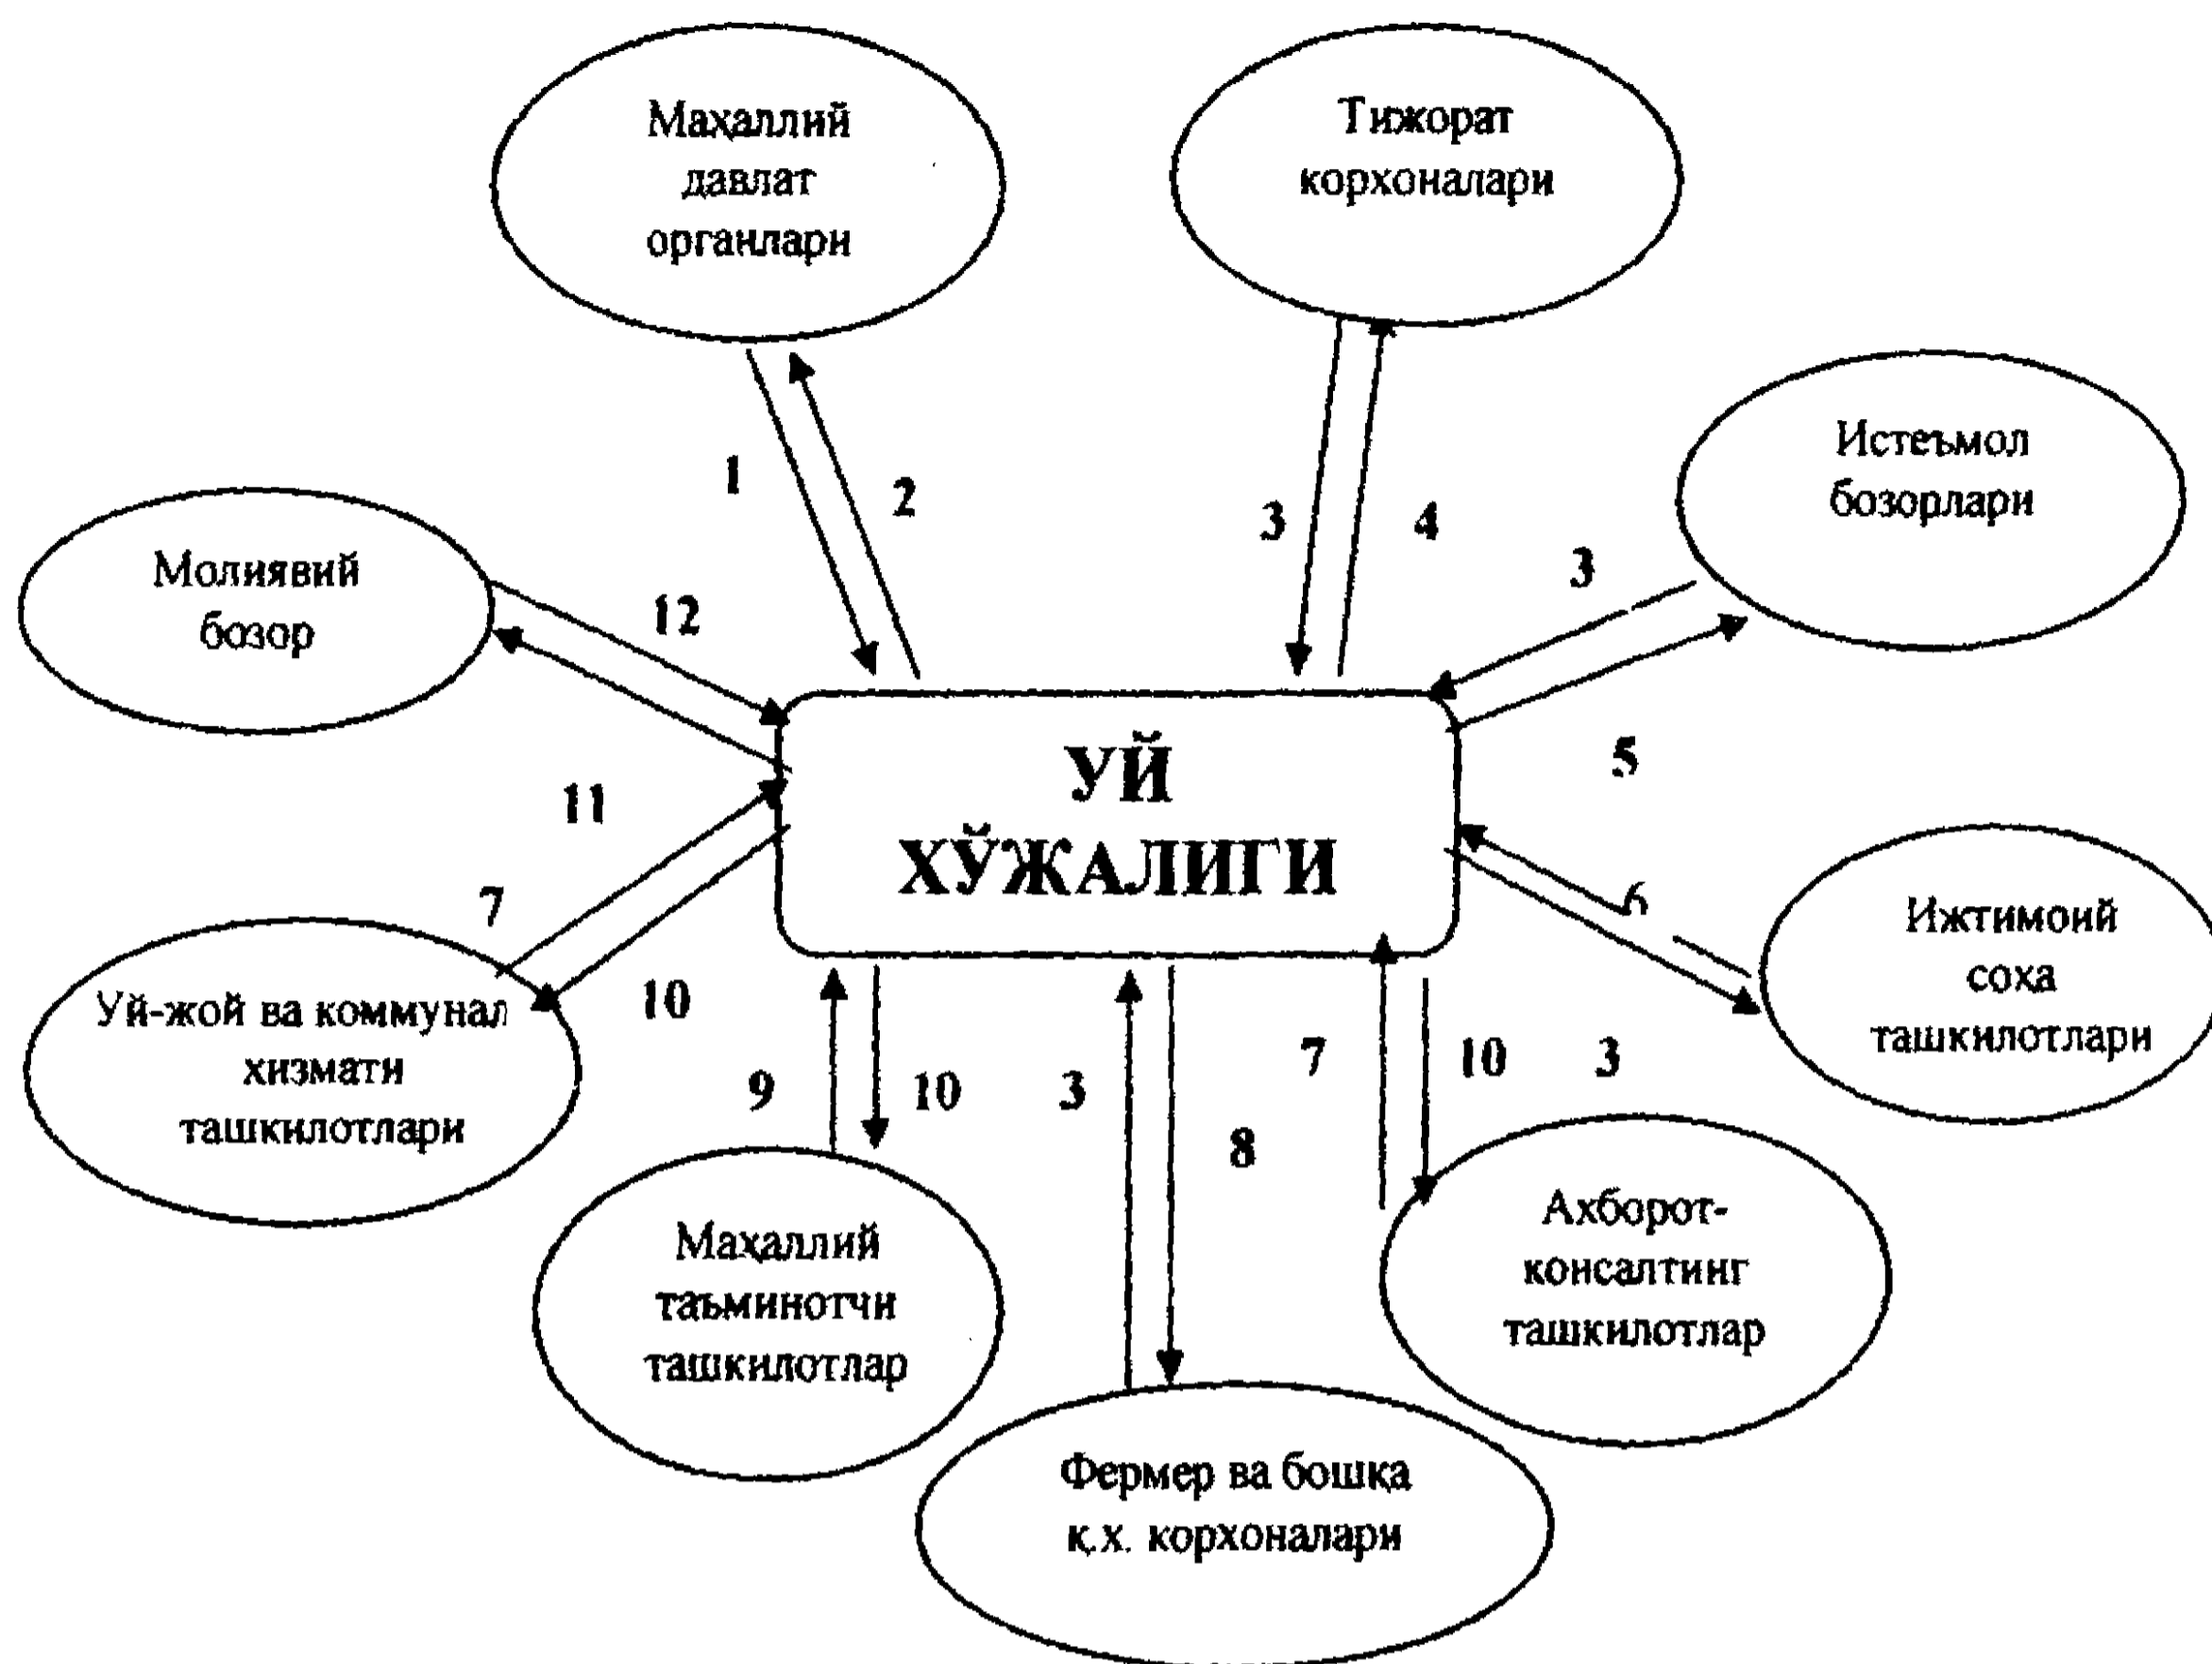 Маҳаллий
давлат
органлари
Тижорат
корхоналари
Истеъмол
бозорлари
Молиявий
бозор
1
2
3
4
3
5
12
11
УЙ
ХЎЖАЛИГИ
6
Ижтимоий
соҳа
ташкилотлари
7
10
Уй-жой ва коммунал
хизмати
ташкилотлари
9
10
3
8
7
10
3
Маҳаллий
таъминотчи
ташкилотлар
Ахборот-
консалтинг
ташкилотлар
Фермер ва бошқа
қ.х. корхоналари